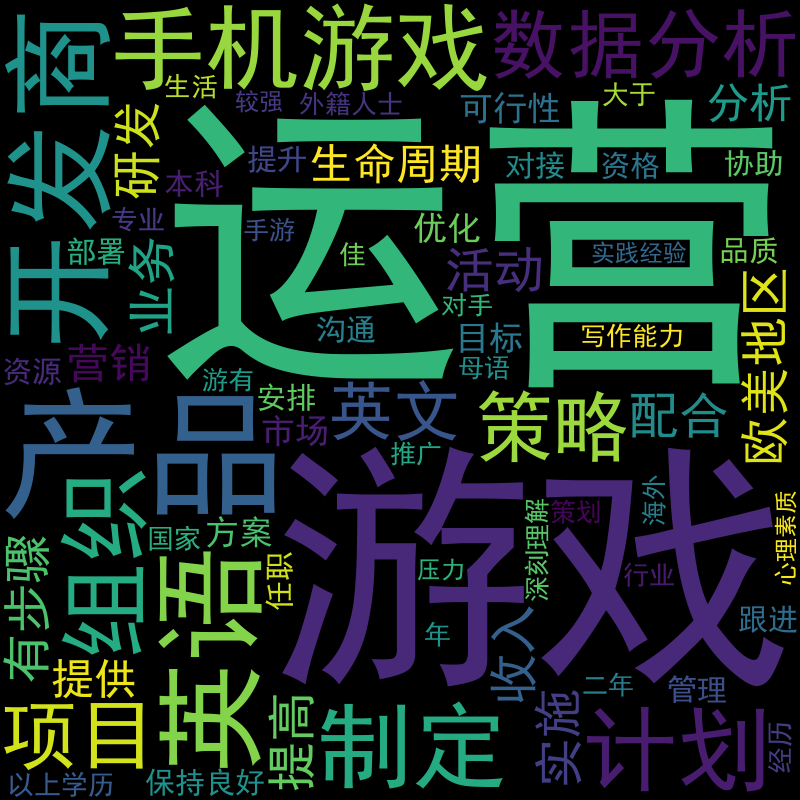 开发商
手机游戏
数据分析
生活
较强
外籍人士
可行性
大于
分析
研发
运营
提升
生命周期
对接
资格
协助
本科
专业
手游
优化
实践经验
品质
部署
业务
佳
活动
对手
欧美地区
沟通
目标
写作能力
资源
营销
游有
母语
产品
安排
英文
策略
配合
市场
推广
游戏
组织
国家
方案
英语
任职
深刻理解
策划
海外
心理素质
有步骤
压力
行业
年
收入
跟进
提供
二年
管理
项目
提高
制定
实施
计划
经历
以上学历
保持良好